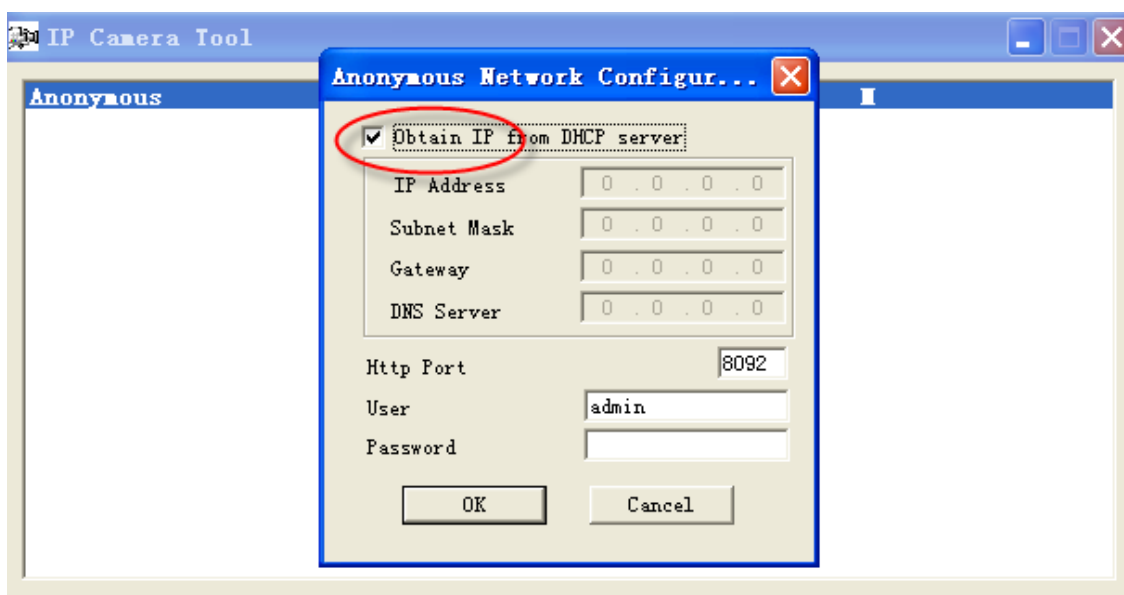 IP Camera Tool
Anonymous Network Configur...
Anonymous
Obtain IP from DHCP server
IP Address 0 . 0 . 0 . 0
Subnet Mask 0 . 0 . 0 . 0
Gateway 0 . 0 . 0 . 0
DNS Server 0 . 0 . 0 . 0
Http Port 8092
User admin
Password
OK Cancel